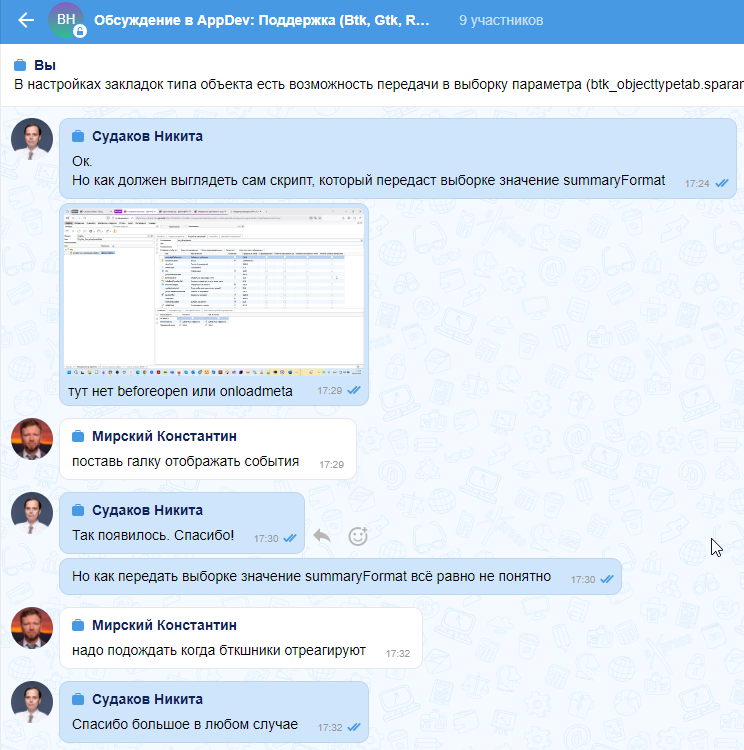 ВН
Обсуждение в AppDev: Поддержка (Btk, Gtk, R...
9 участников
Вы
В настройках закладок типа объекта есть возможность передачи в выборку параметра (btk_objecttypetab.sparam
Судаков Никита
Ок.
Но как должен выглядеть сам скрипт, который передаст выборке значение summaryFormat
17:24
тут нет beforeopen или onloadmeta
17:29
Мирский Константин
поставь галку отображать события
17:29
Судаков Никита
Так появилось. Спасибо!
17:30
Но как передать выборке значение summaryFormat всё равно не понятно
17:30
Мирский Константин
надо подождать когда бткшники отреагируют
17:32
Судаков Никита
Спасибо большое в любом случае
17:32